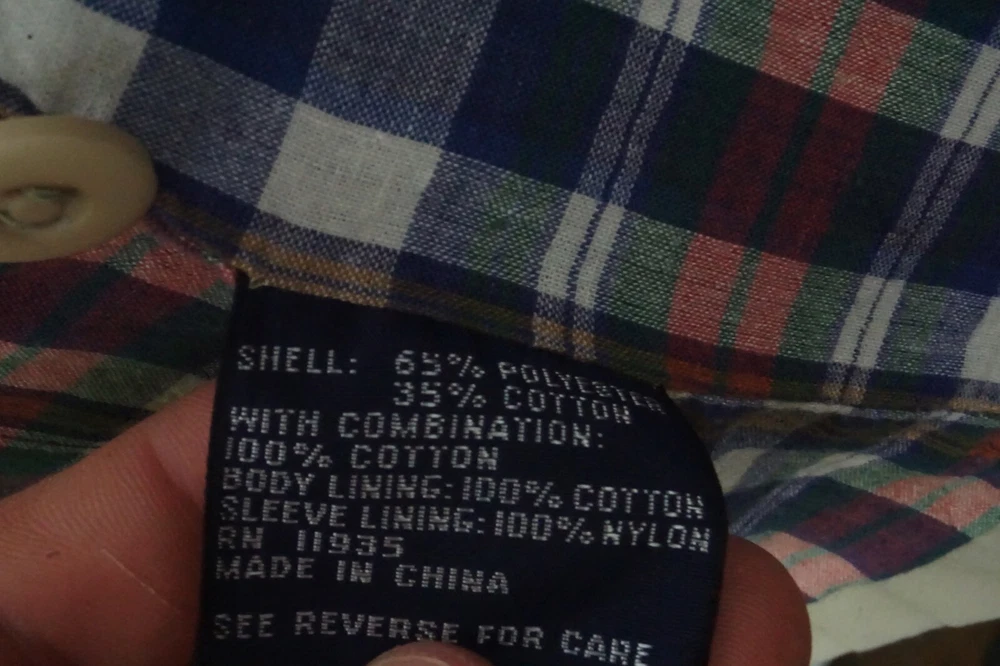 SHELL: 65% POLYESTER
35% COTTON
WITH COMBINATION:
100% COTTON
BODY LINING: 100% COTTON
SLEEVE LINING: 100% NYLON
RN 11935
MADE IN CHINA
SEE REVERSE FOR CARE